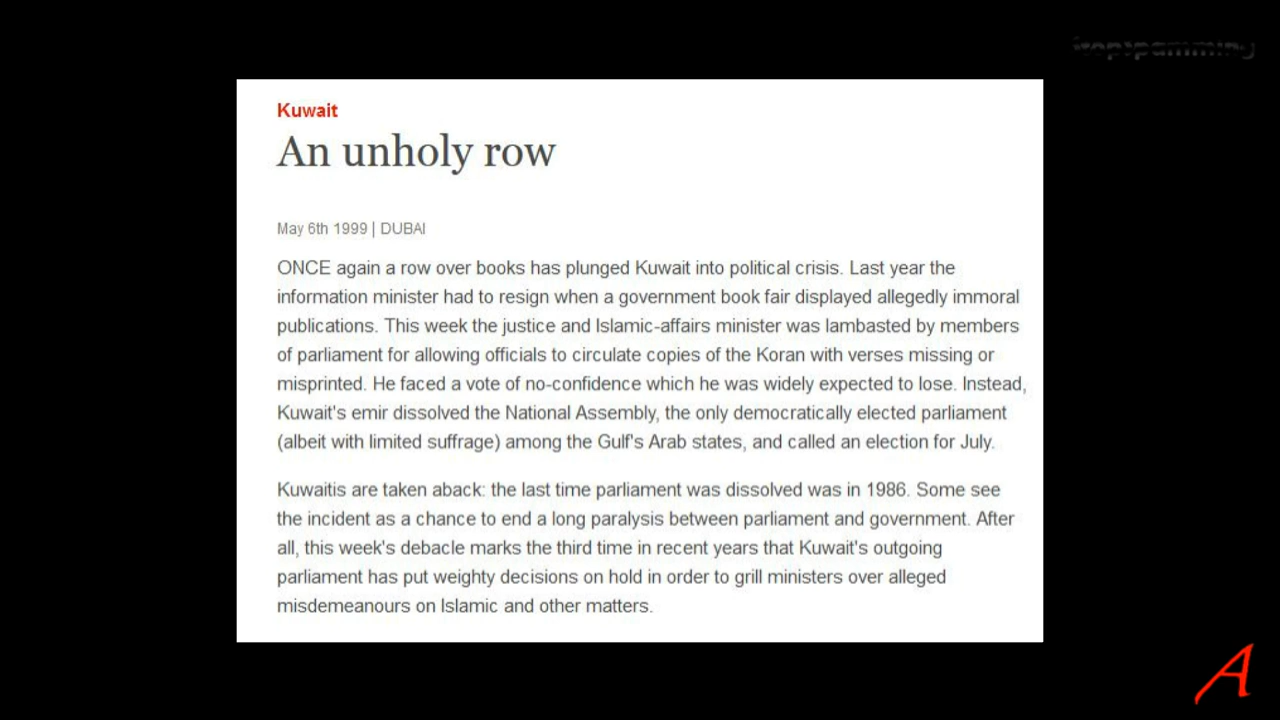 Kuwait
An unholy row
May 6th 1999 | DUBAI
ONCE again a row over books has plunged Kuwait into political crisis. Last year the
information minister had to resign when a government book fair displayed allegedly immoral
publications. This week the justice and Islamic-affairs minister was lambasted by members
of parliament for allowing officials to circulate copies of the Koran with verses missing or
misprinted. He faced a vote of no-confidence which he was widely expected to lose. Instead,
Kuwait's emir dissolved the National Assembly, the only democratically elected parliament
(albeit with limited suffrage) among the Gulf's Arab states, and called an election for July.
Kuwaitis are taken aback: the last time parliament was dissolved was in 1986. Some see
the incident as a chance to end a long paralysis between parliament and government. After
all, this week's debacle marks the third time in recent years that Kuwait's outgoing
parliament has put weighty decisions on hold in order to grill ministers over alleged
misdemeanours on Islamic and other matters.
A